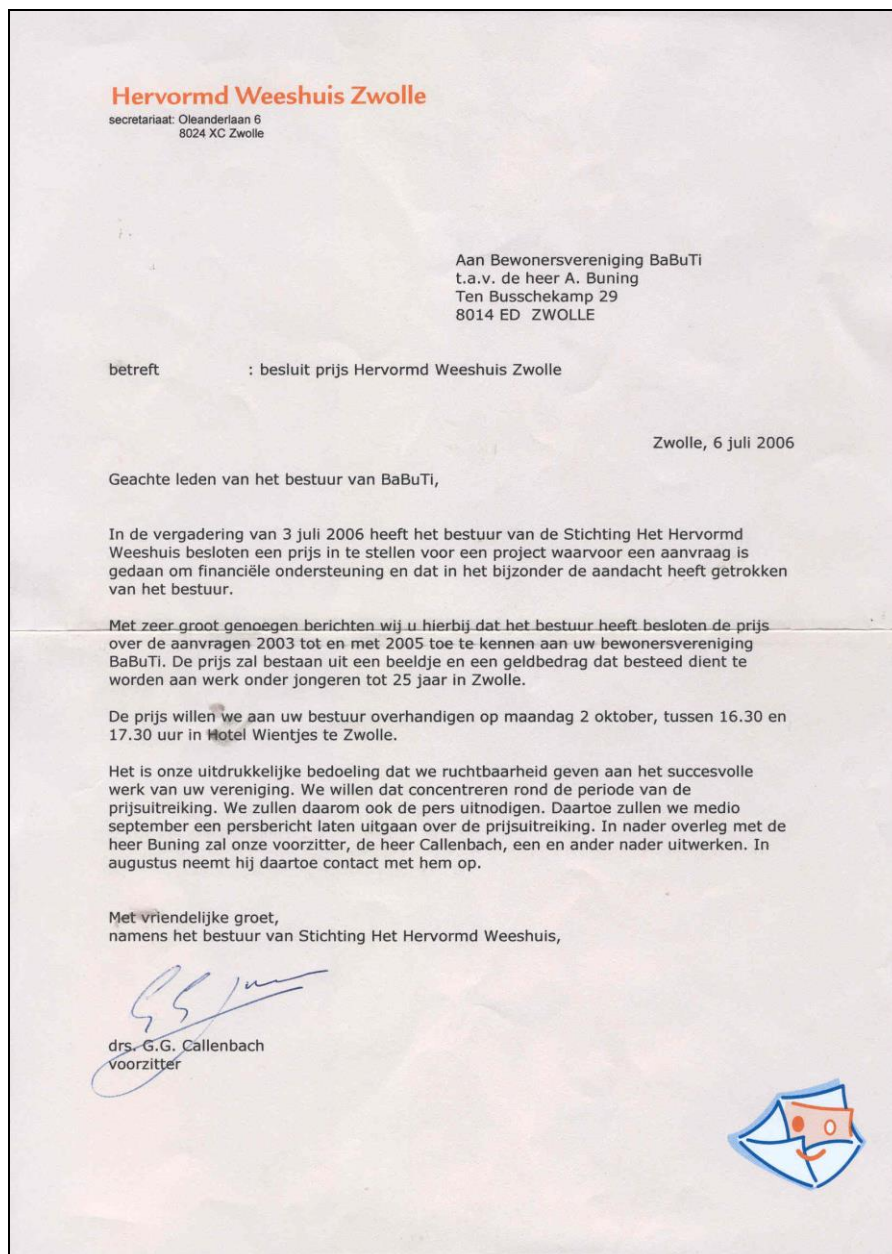 Hervormd Weeshuis Zwolle
secretariaat: Oleanderlaan 6
8024 XC Zwolle
Aan Bewonersvereniging BaBuTi
t.a.v. de heer A. Buning
Ten Busschekamp 29
8014 ED ZWOLLE
betreft : besluit prijs Hervormd Weeshuis Zwolle
Zwolle, 6 juli 2006
Geachte leden van het bestuur van BaBuTi,
In de vergadering van 3 juli 2006 heeft het bestuur van de Stichting Het Hervormd
Weeshuis besloten een prijs in te stellen voor een project waarvoor een aanvraag is
gedaan om financiële ondersteuning en dat in het bijzonder de aandacht heeft getrokken
van het bestuur.
Met zeer groot genoegen berichten wij u hierbij dat het bestuur heeft besloten de prijs
over de aanvragen 2003 tot en met 2005 toe te kennen aan uw bewonersvereniging
BaBuTi. De prijs zal bestaan uit een beeldje en een geldbedrag dat besteed dient te
worden aan werk onder jongeren tot 25 jaar in Zwolle.
De prijs willen we aan uw bestuur overhandigen op maandag 2 oktober, tussen 16.30 en
17.30 uur in Hotel Wientjes te Zwolle.
Het is onze uitdrukkelijke bedoeling dat we ruchtbaarheid geven aan het succesvolle
werk van uw vereniging. We willen dat concentreren rond de periode van de
prijsuitreiking. We zullen daarom ook de pers uitnodigen. Daartoe zullen we medio
september een persbericht laten uitgaan over de prijsuitreiking. In nader overleg met de
heer Buning zal onze voorzitter, de heer Callenbach, een en ander nader uitwerken. In
augustus neemt hij daartoe contact met hem op.
Met vriendelijke groet,
namens het bestuur van Stichting Het Hervormd Weeshuis,
drs. G.G. Callenbach
voorzitter